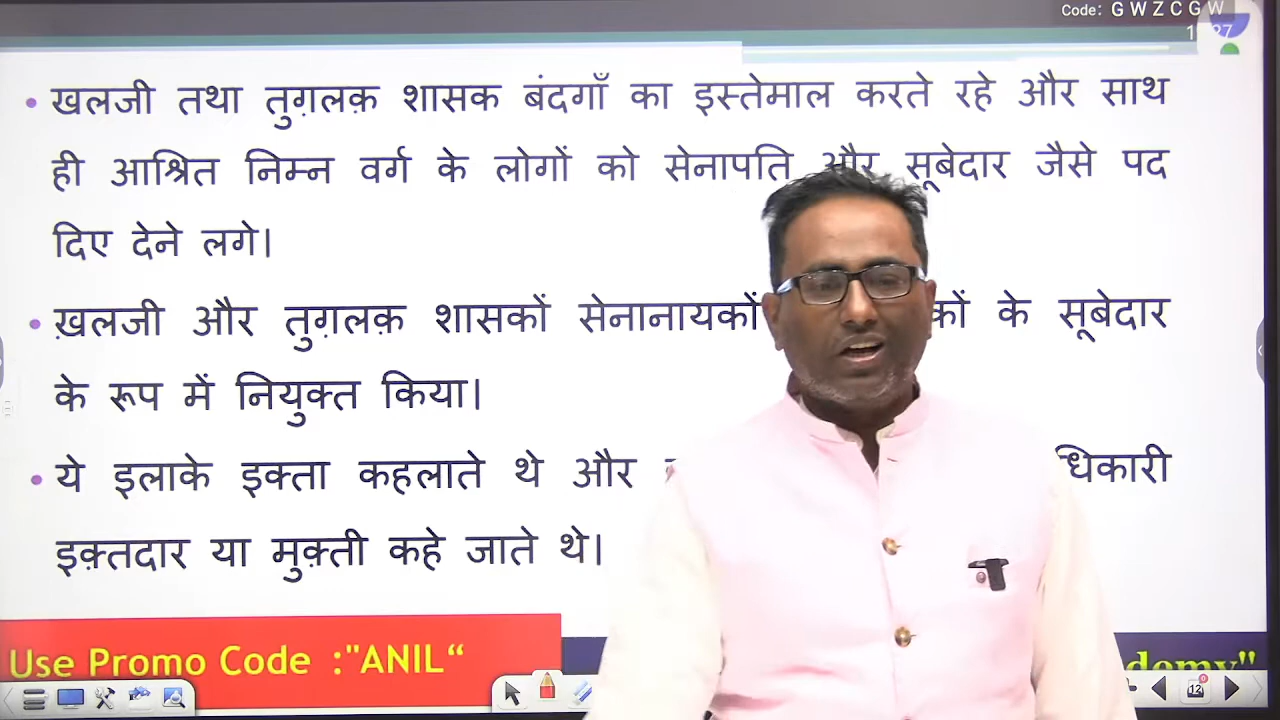 Code: G W Z C G W
• खलजी तथा तुग़लक़ शासक बंदगाँ का इस्तेमाल करते रहे और साथ
ही आश्रित निम्न वर्ग के लोगों को सेनापति और सूबेदार जैसे पद
दिए देने लगे।
• ख़लजी और तुग़लक़ शासकों सेनानायकों कों के सूबेदार
के रूप में नियुक्त किया।
• ये इलाके इक्ता कहलाते थे और धिकारी
इक़्तदार या मुक़्ती कहे जाते थे।
Use Promo Code :"ANIL“
demy"
12